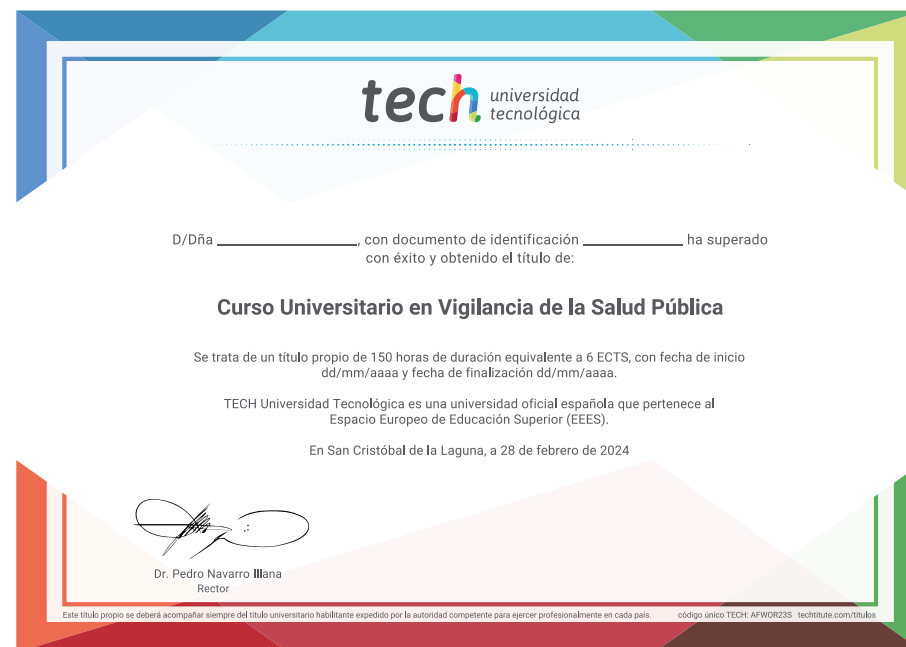 tech universidad
tecnológica
D/Dña ____________________, con documento de identificación ______________ ha superado
con éxito y obtenido el título de:
Curso Universitario en Vigilancia de la Salud Pública
Se trata de un título propio de 150 horas de duración equivalente a 6 ECTS, con fecha de inicio
dd/mm/aaaa y fecha de finalización dd/mm/aaaa.
TECH Universidad Tecnológica es una universidad oficial española que pertenece al
Espacio Europeo de Educación Superior (EEES).
En San Cristóbal de la Laguna, a 28 de febrero de 2024
Dr. Pedro Navarro Illana
Rector
Este título propio se deberá acompañar siempre del título universitario habilitante expedido por la autoridad competente para ejercer profesionalmente en cada país. código único TECH: AFWOR23S techtitute.com/titulos